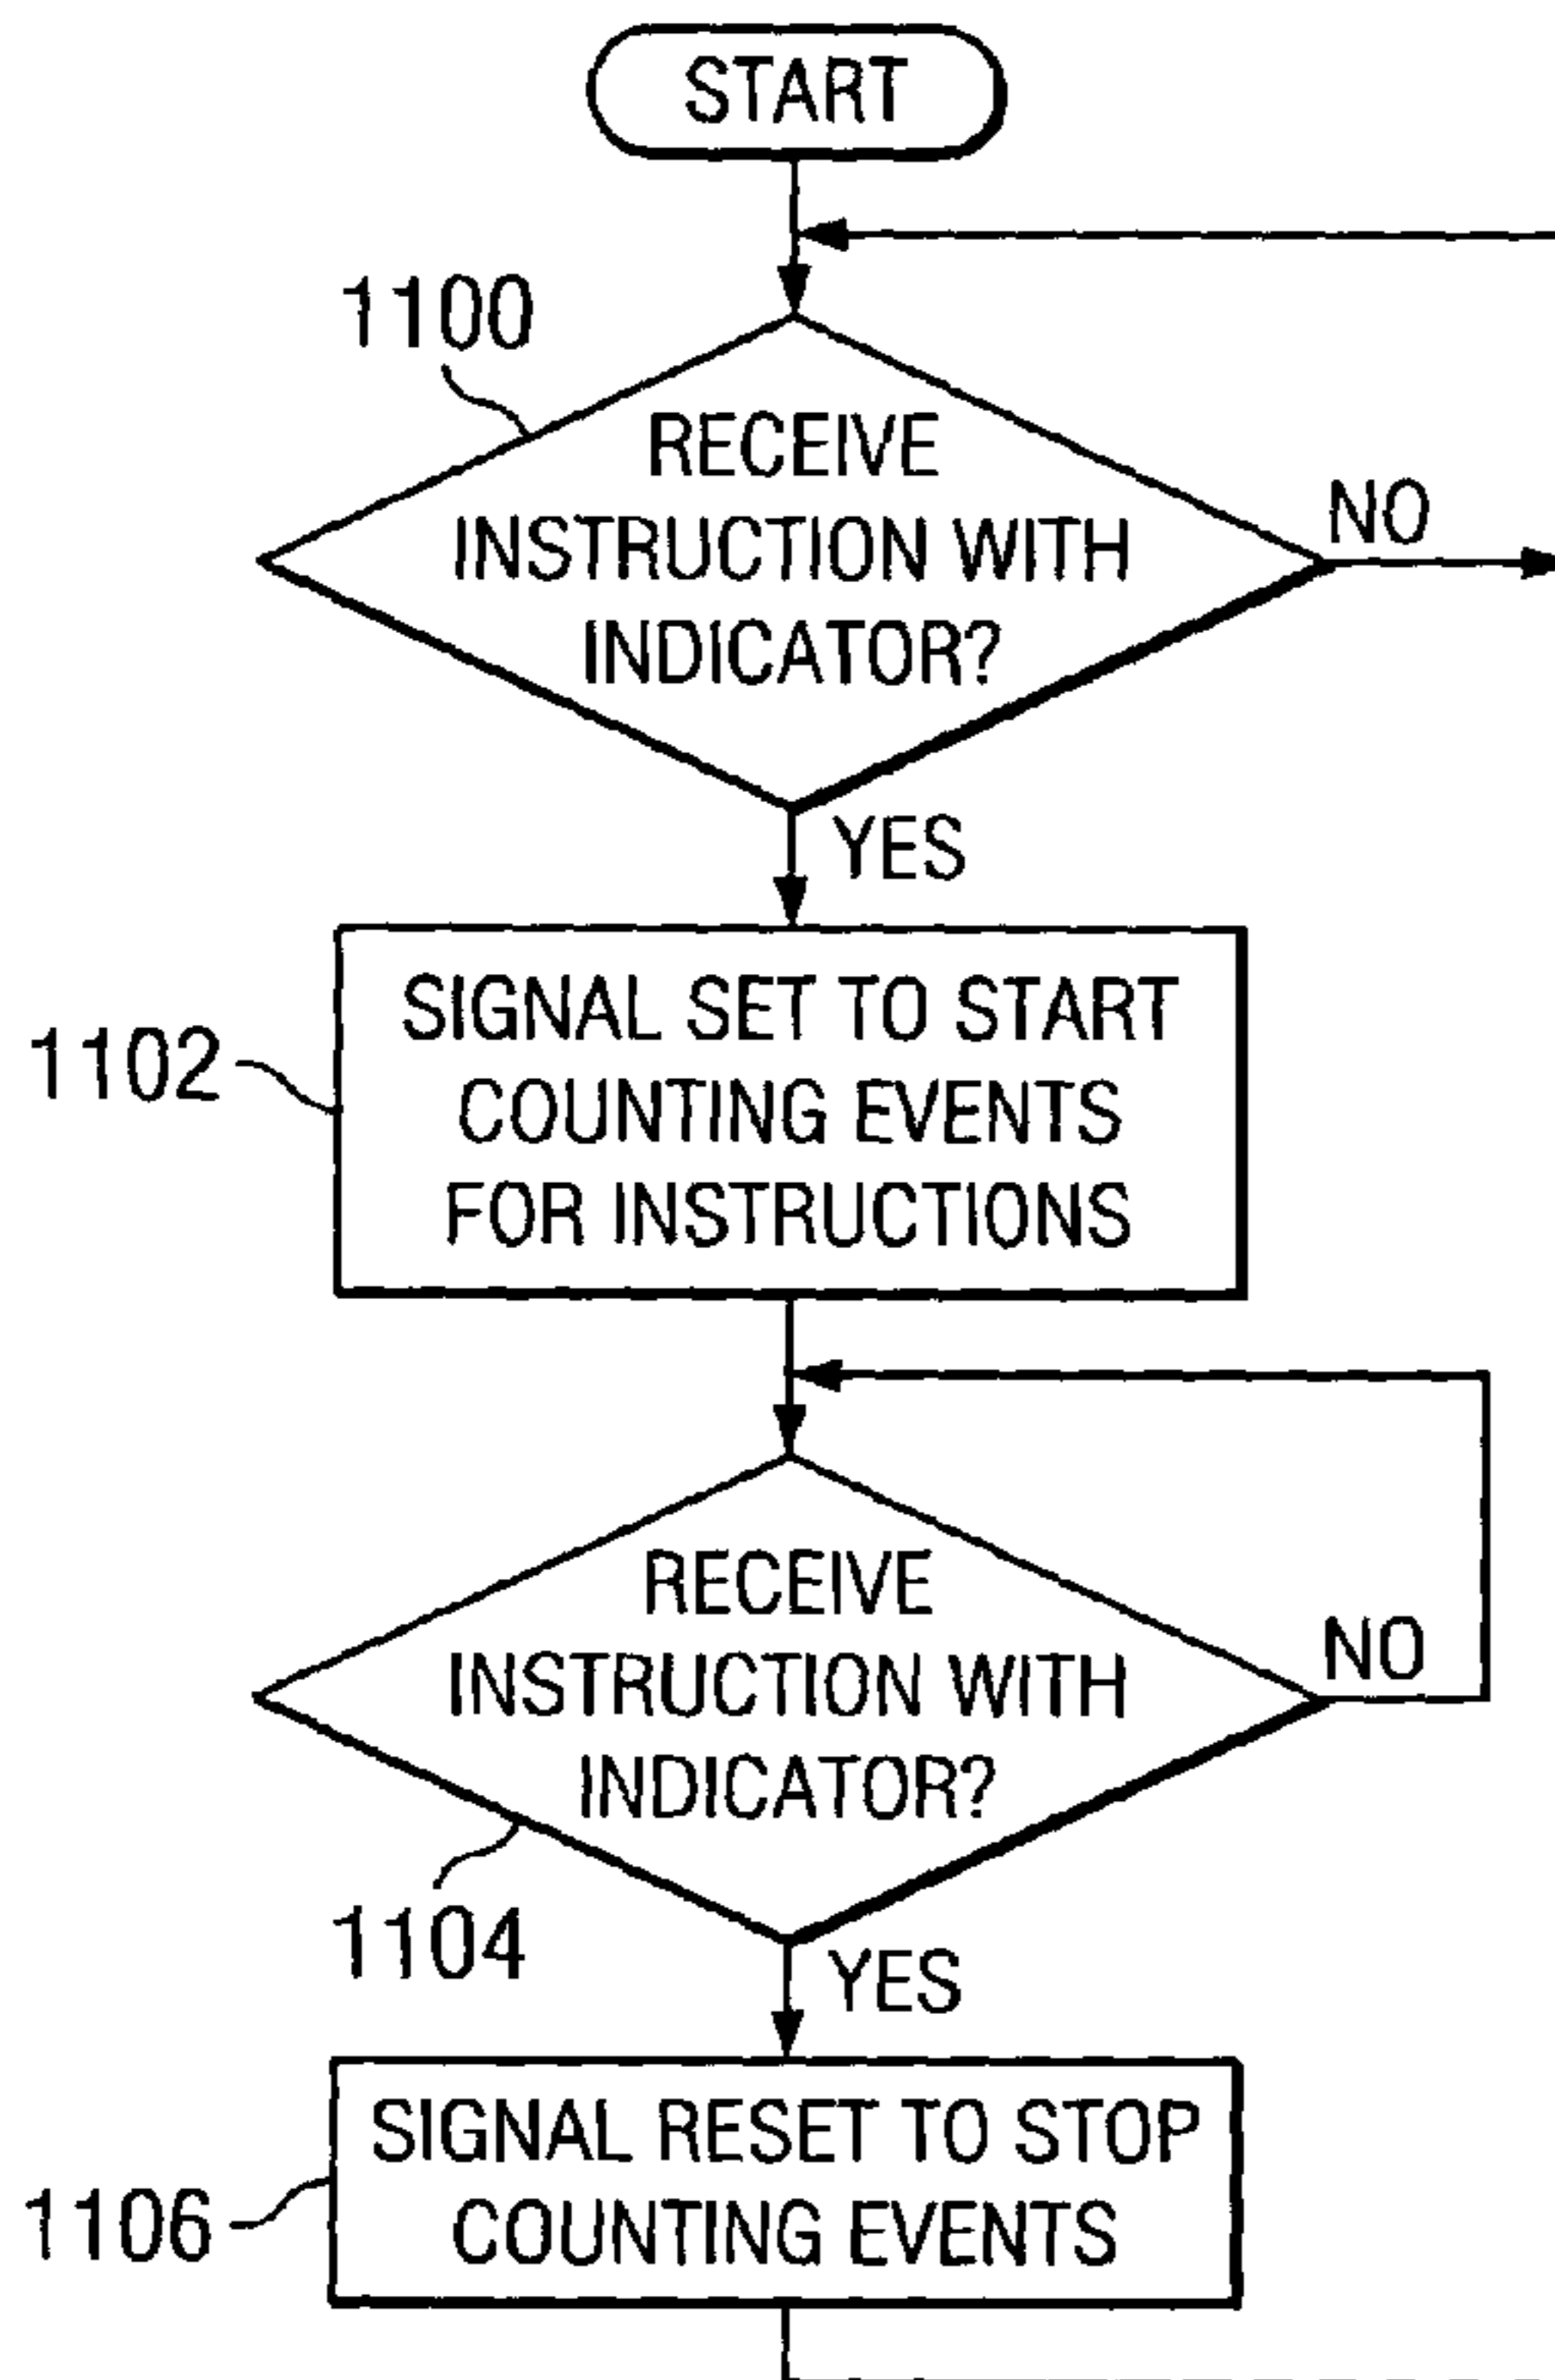 START
1100
RECEIVE
INSTRUCTION WITH
INDICATOR?
NO
YES
1102
SIGNAL SET TO START
COUNTING EVENTS
FOR INSTRUCTIONS
RECEIVE
INSTRUCTION WITH
INDICATOR?
NO
1104
YES
1106
SIGNAL RESET TO STOP
COUNTING EVENTS